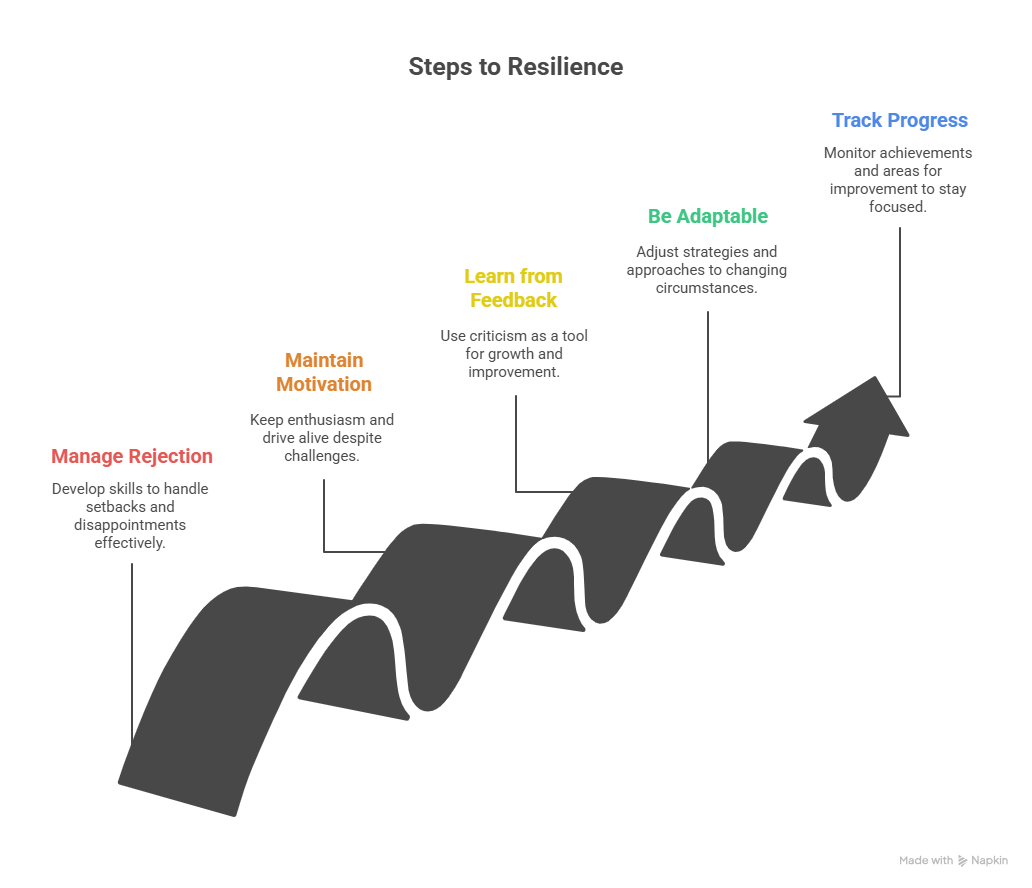 Steps to Resilience
Track Progress
Monitor achievements
and areas for
improvement to stay
focused.
Be Adaptable
Adjust strategies and
approaches to changing
circumstances.
Learn from
Feedback
Use criticism as a tool
for growth and
improvement.
Maintain
Motivation
Keep enthusiasm and
drive alive despite
challenges.
Manage Rejection
Develop skills to handle
setbacks and
disappointments
effectively.
Made with Napkin